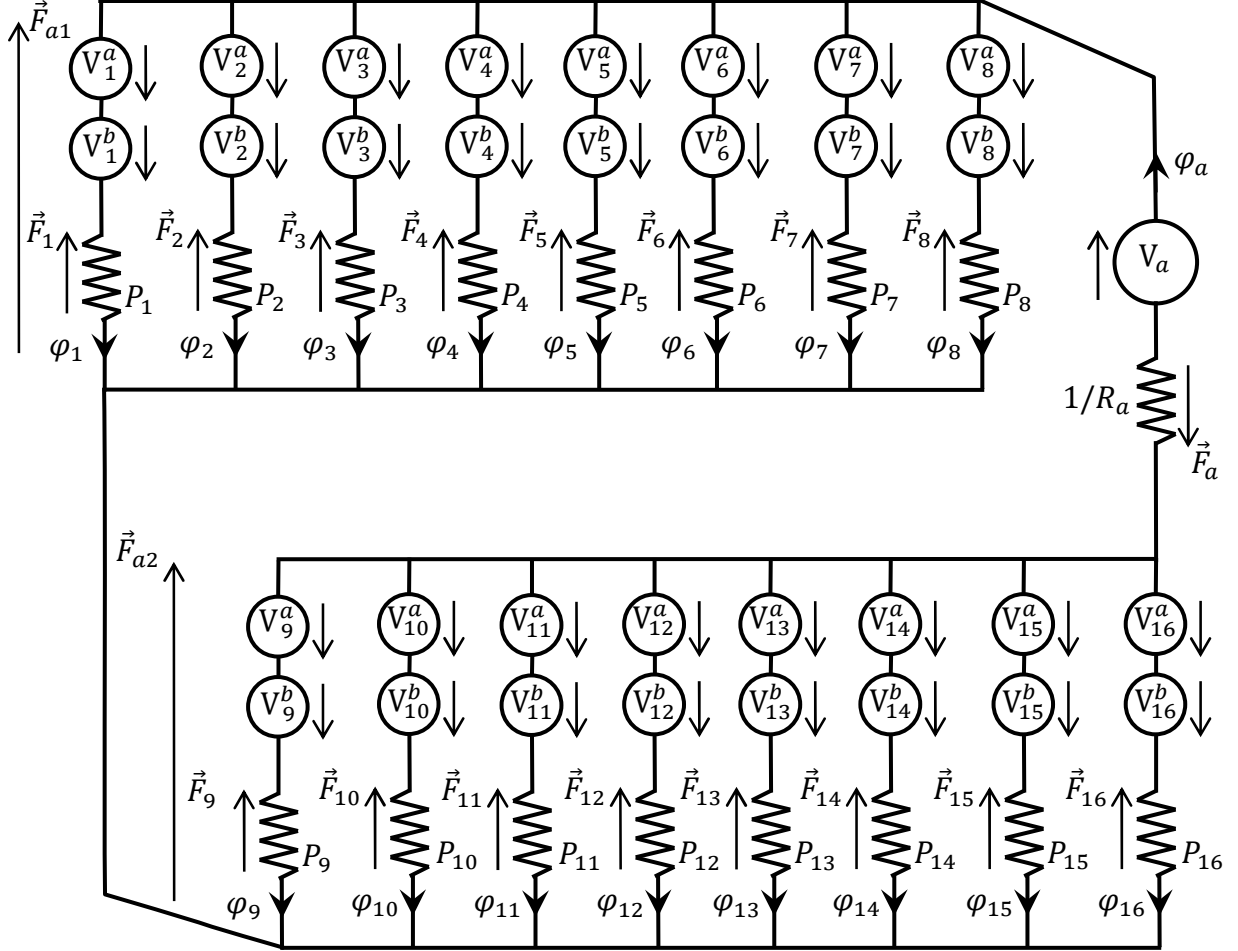 F⃗a1
V₁ᵃ V₂ᵃ V₃ᵃ V₄ᵃ V₅ᵃ V₆ᵃ V₇ᵃ V₈ᵃ
V₁ᵇ V₂ᵇ V₃ᵇ V₄ᵇ V₅ᵇ V₆ᵇ V₇ᵇ V₈ᵇ
φa
F⃗₁ F⃗₂ F⃗₃ F⃗₄ F⃗₅ F⃗₆ F⃗₇ F⃗₈
Va
P₁ P₂ P₃ P₄ P₅ P₆ P₇ P₈
φ₁ φ₂ φ₃ φ₄ φ₅ φ₆ φ₇ φ₈
1/Ra
F⃗a
F⃗a2
V₉ᵃ V₁₀ᵃ V₁₁ᵃ V₁₂ᵃ V₁₃ᵃ V₁₄ᵃ V₁₅ᵃ V₁₆ᵃ
V₉ᵇ V₁₀ᵇ V₁₁ᵇ V₁₂ᵇ V₁₃ᵇ V₁₄ᵇ V₁₅ᵇ V₁₆ᵇ
F⃗₉ F⃗₁₀ F⃗₁₁ F⃗₁₂ F⃗₁₃ F⃗₁₄ F⃗₁₅ F⃗₁₆
P₉ P₁₀ P₁₁ P₁₂ P₁₃ P₁₄ P₁₅ P₁₆
φ₉ φ₁₀ φ₁₁ φ₁₂ φ₁₃ φ₁₄ φ₁₅ φ₁₆